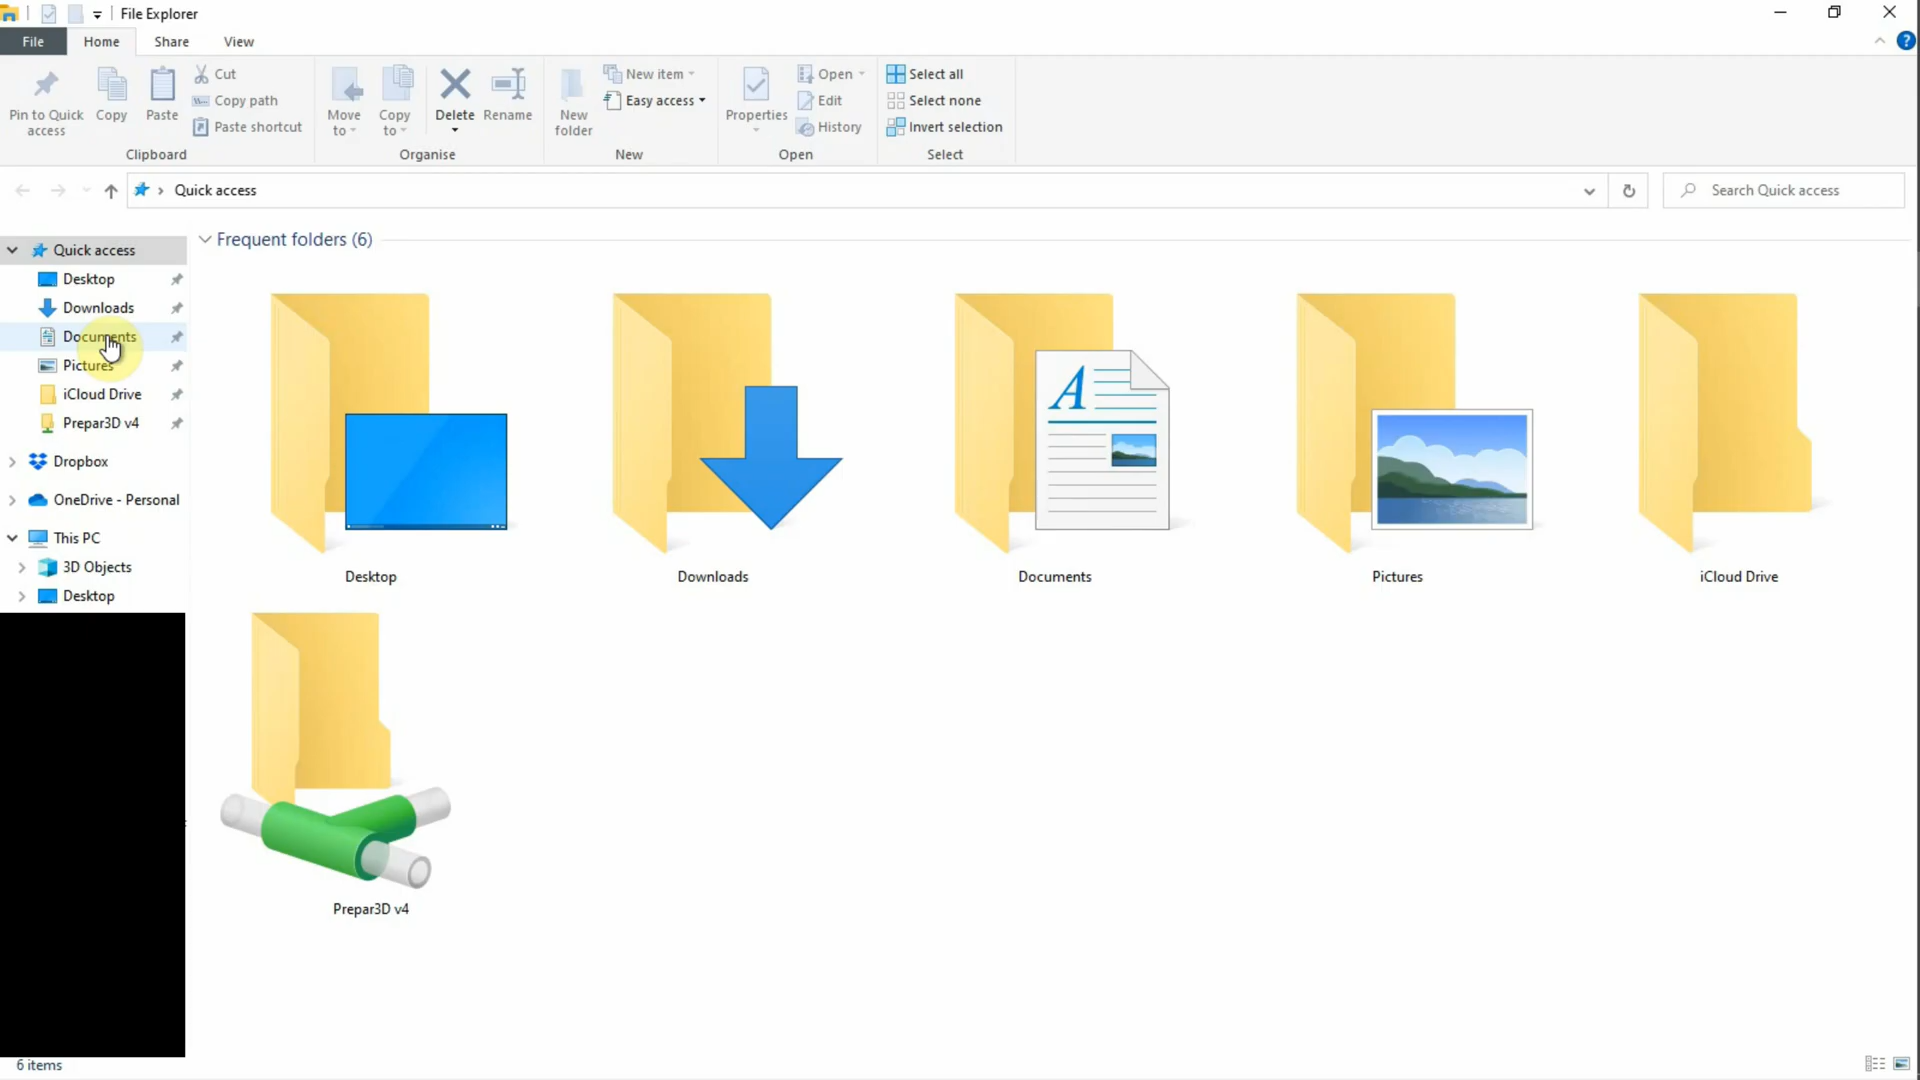 File Explorer
File Home Share View
Pin to Quick access
Copy
Paste
Cut
Copy path
Paste shortcut
Clipboard
Move to
Copy to
Delete
Rename
Organise
New folder
New item
Easy access
New
Properties
Open
Edit
History
Open
Select all
Select none
Invert selection
Select
Quick access
Search Quick access
Quick access
Desktop
Downloads
Documents
Pictures
iCloud Drive
Prepar3D v4
Dropbox
OneDrive - Personal
This PC
3D Objects
Desktop
Frequent folders (6)
Desktop
Downloads
Documents
Pictures
iCloud Drive
Prepar3D v4
6 items